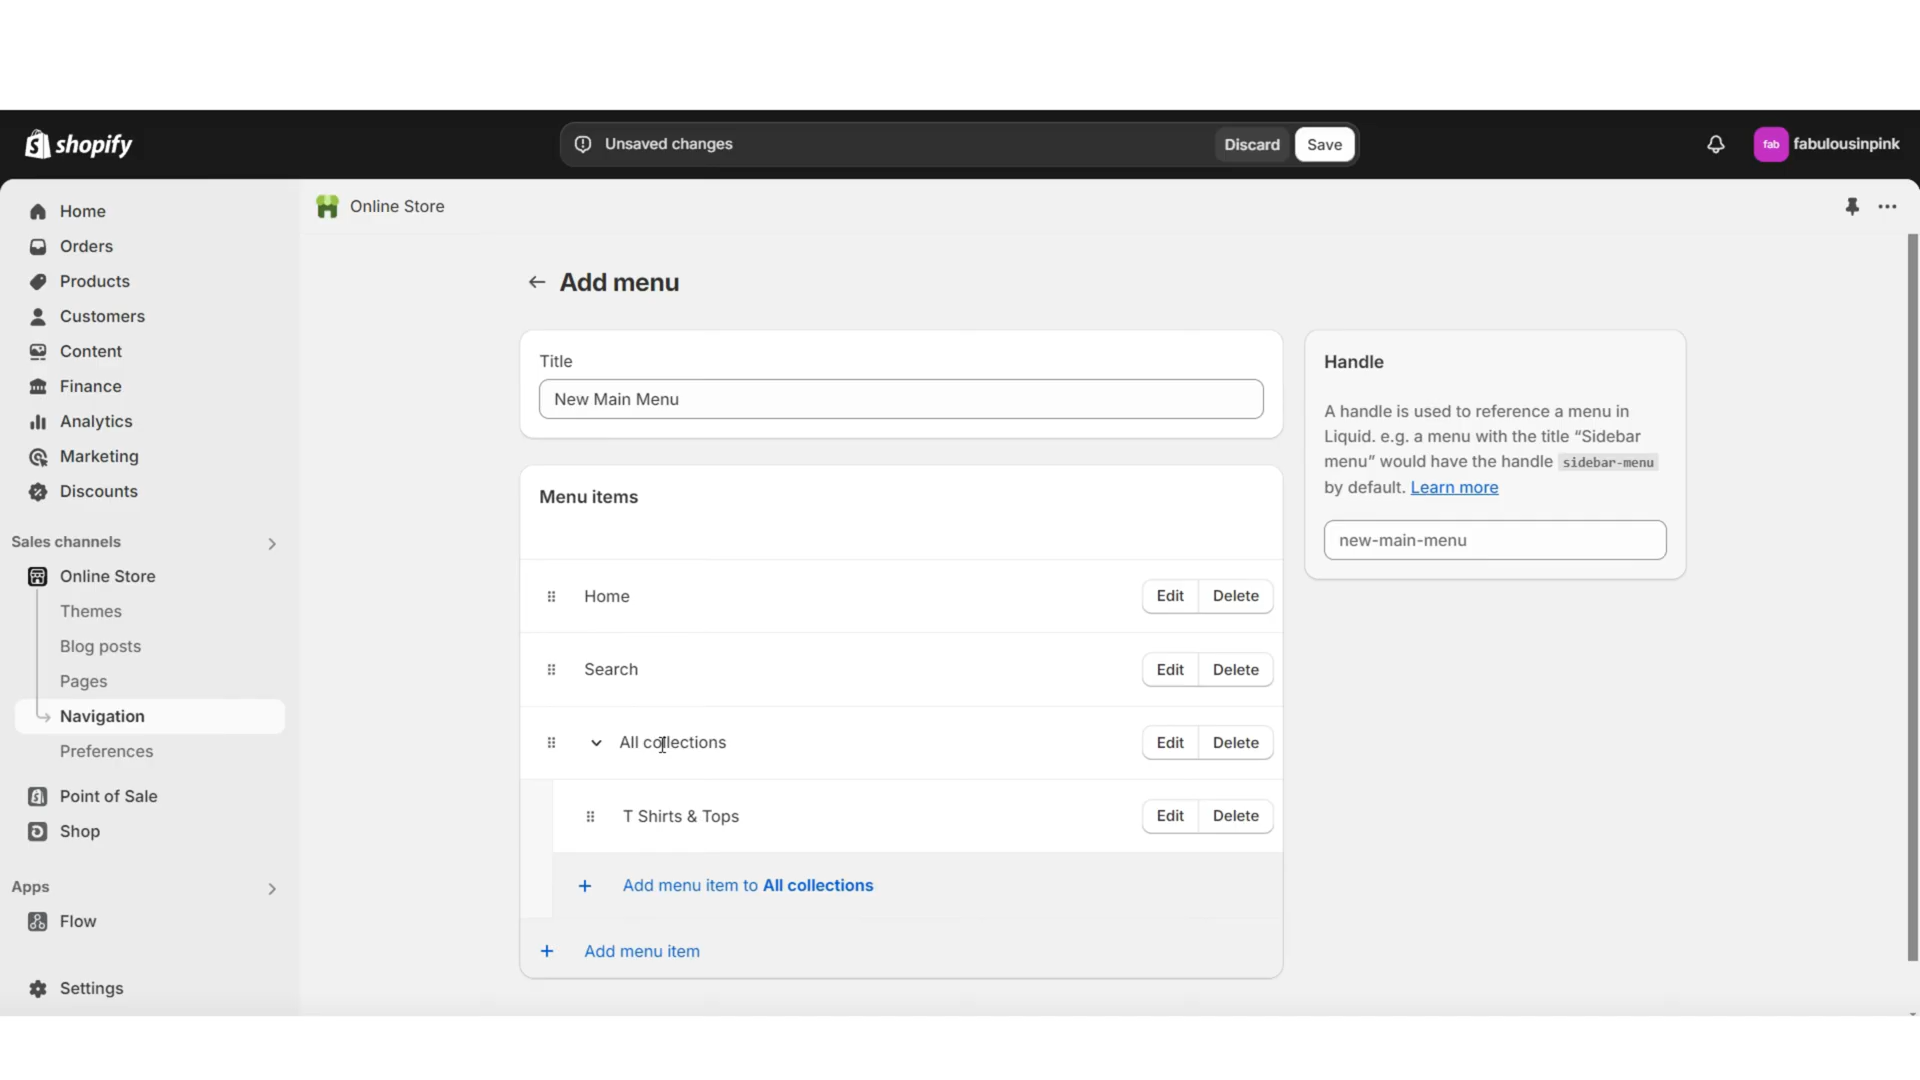 shopify
Unsaved changes
Discard
Save
fab
fabulousinpink
Home
Orders
Products
Customers
Content
Finance
Analytics
Marketing
Discounts
Sales channels
Online Store
Themes
Blog posts
Pages
Navigation
Preferences
Point of Sale
Shop
Apps
Flow
Settings
Online Store
Add menu
Title
New Main Menu
Menu items
Home
Edit
Delete
Search
Edit
Delete
All collections
Edit
Delete
T Shirts & Tops
Edit
Delete
Add menu item to All collections
Add menu item
Handle
A handle is used to reference a menu in
Liquid. e.g. a menu with the title “Sidebar
menu” would have the handle sidebar-menu
by default. Learn more
new-main-menu